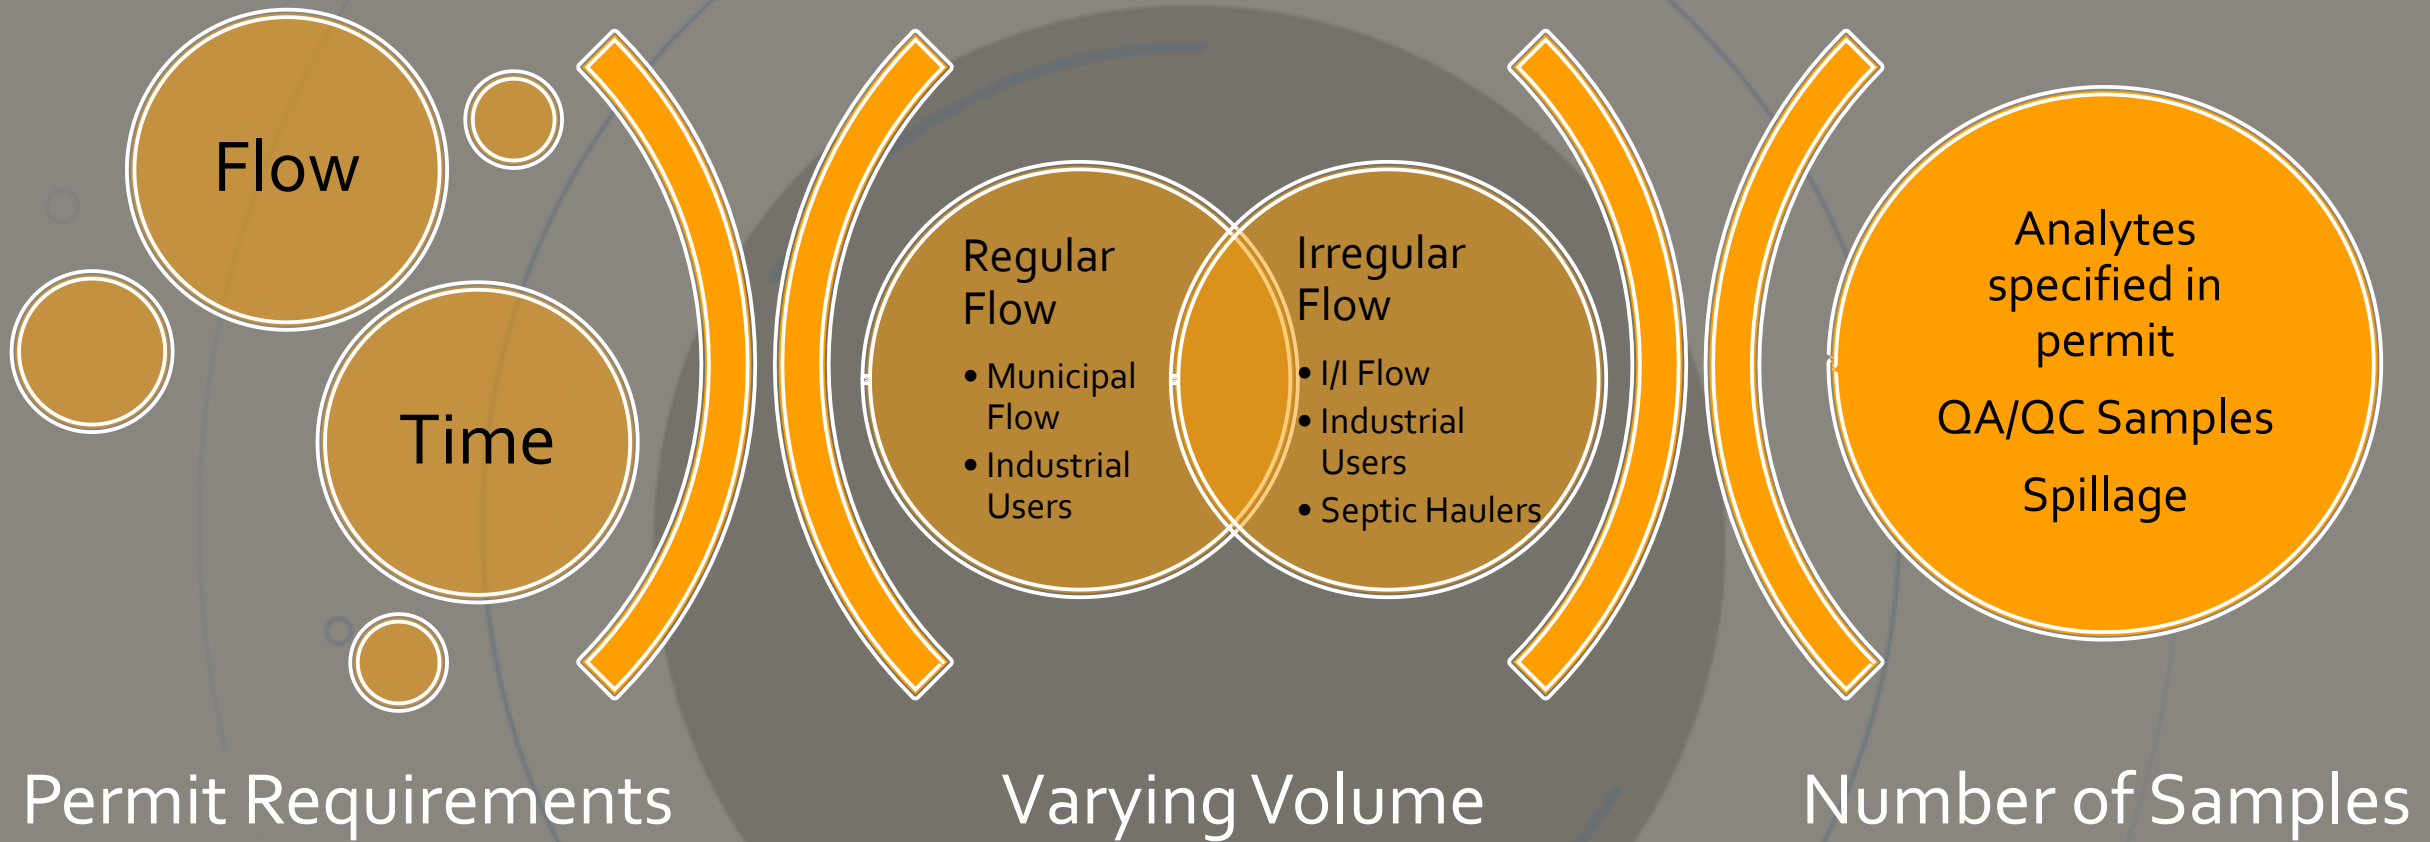 Flow
Time
Permit Requirements
Regular
Flow
• Municipal
Flow
• Industrial
Users
Irregular
Flow
• I/I Flow
• Industrial
Users
• Septic Haulers
Varying Volume
Analytes
specified in
permit
QA/QC Samples
Spillage
Number of Samples